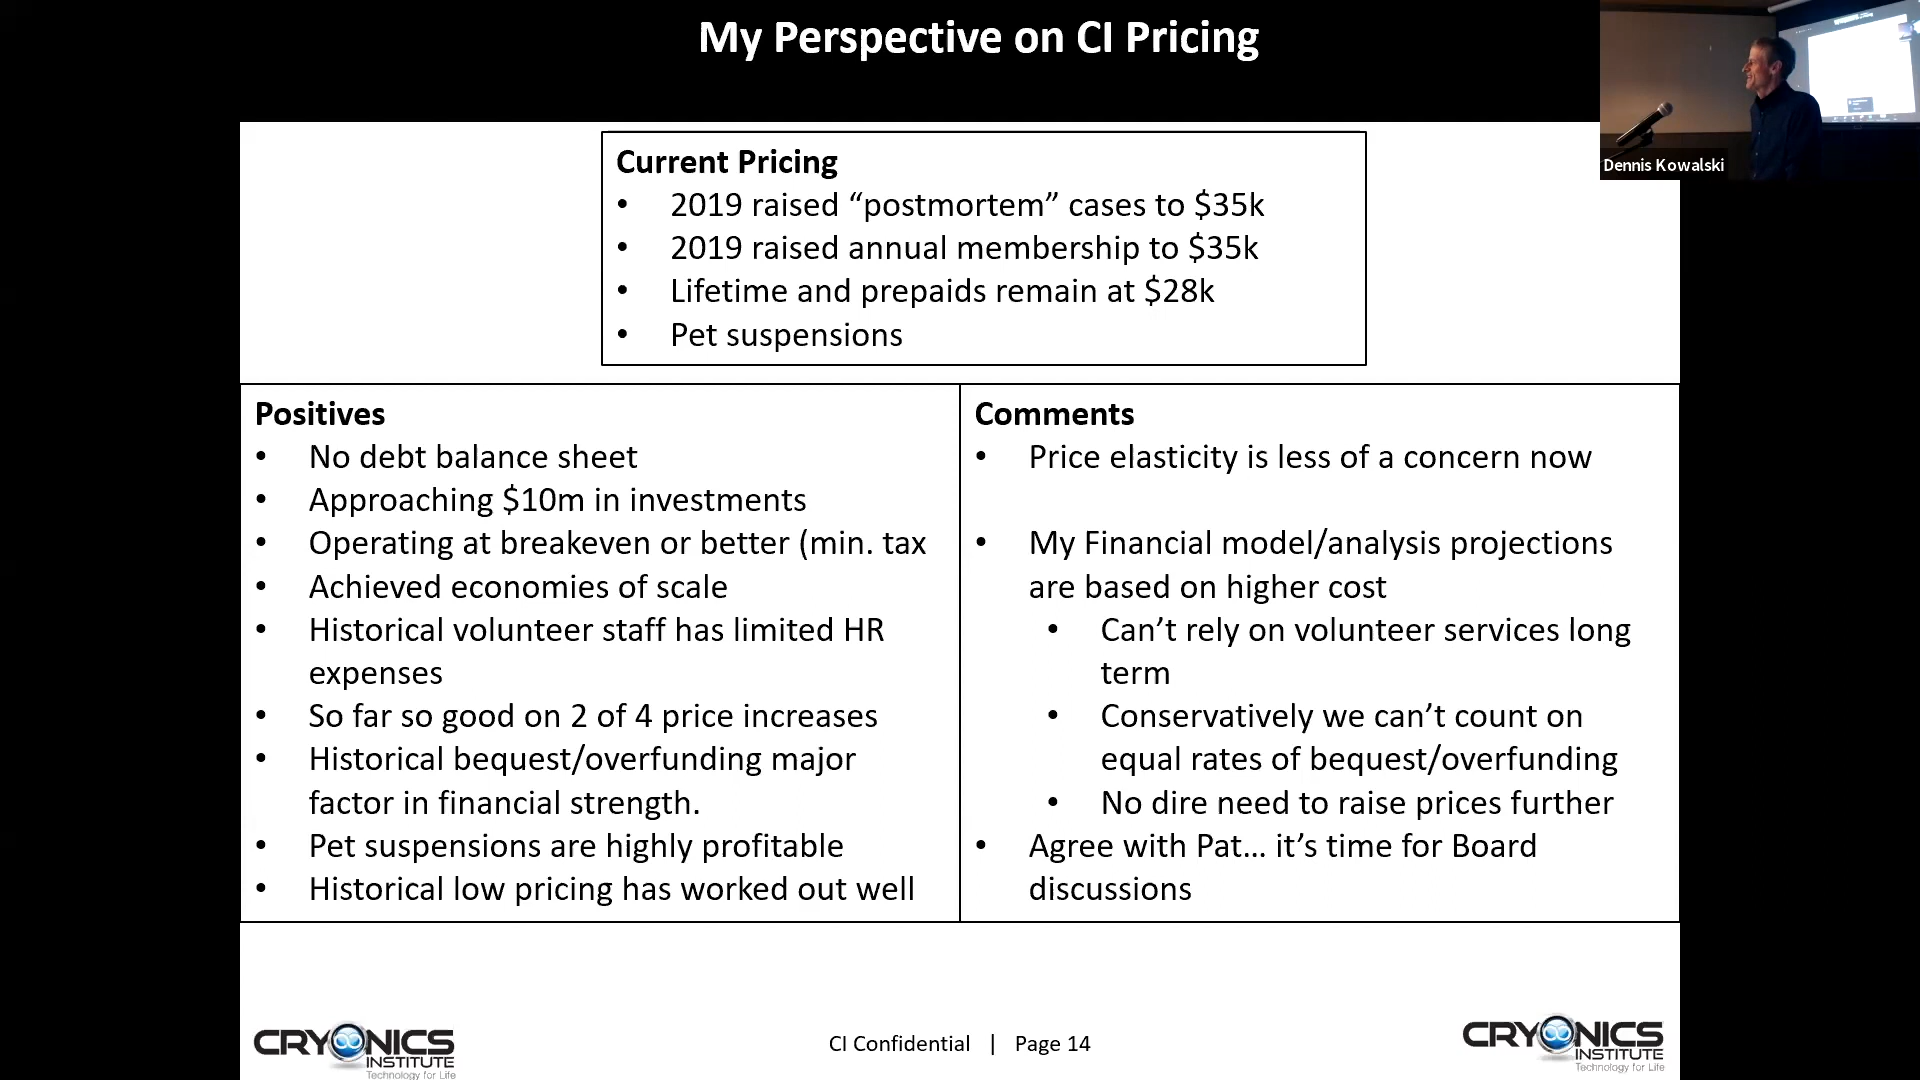 My Perspective on CI Pricing
Dennis Kowalski
Current Pricing
• 2019 raised “postmortem” cases to $35k
• 2019 raised annual membership to $35k
• Lifetime and prepaids remain at $28k
• Pet suspensions
Positives
• No debt balance sheet
• Approaching $10m in investments
• Operating at breakeven or better (min. tax
• Achieved economies of scale
• Historical volunteer staff has limited HR
expenses
• So far so good on 2 of 4 price increases
• Historical bequest/overfunding major
factor in financial strength.
• Pet suspensions are highly profitable
• Historical low pricing has worked out well
Comments
• Price elasticity is less of a concern now
• My Financial model/analysis projections
are based on higher cost
• Can’t rely on volunteer services long
term
• Conservatively we can’t count on
equal rates of bequest/overfunding
• No dire need to raise prices further
• Agree with Pat... it’s time for Board
discussions
CRYONICS
INSTITUTE
Technology for Life
CI Confidential | Page 14
CRYONICS
INSTITUTE
Technology for Life